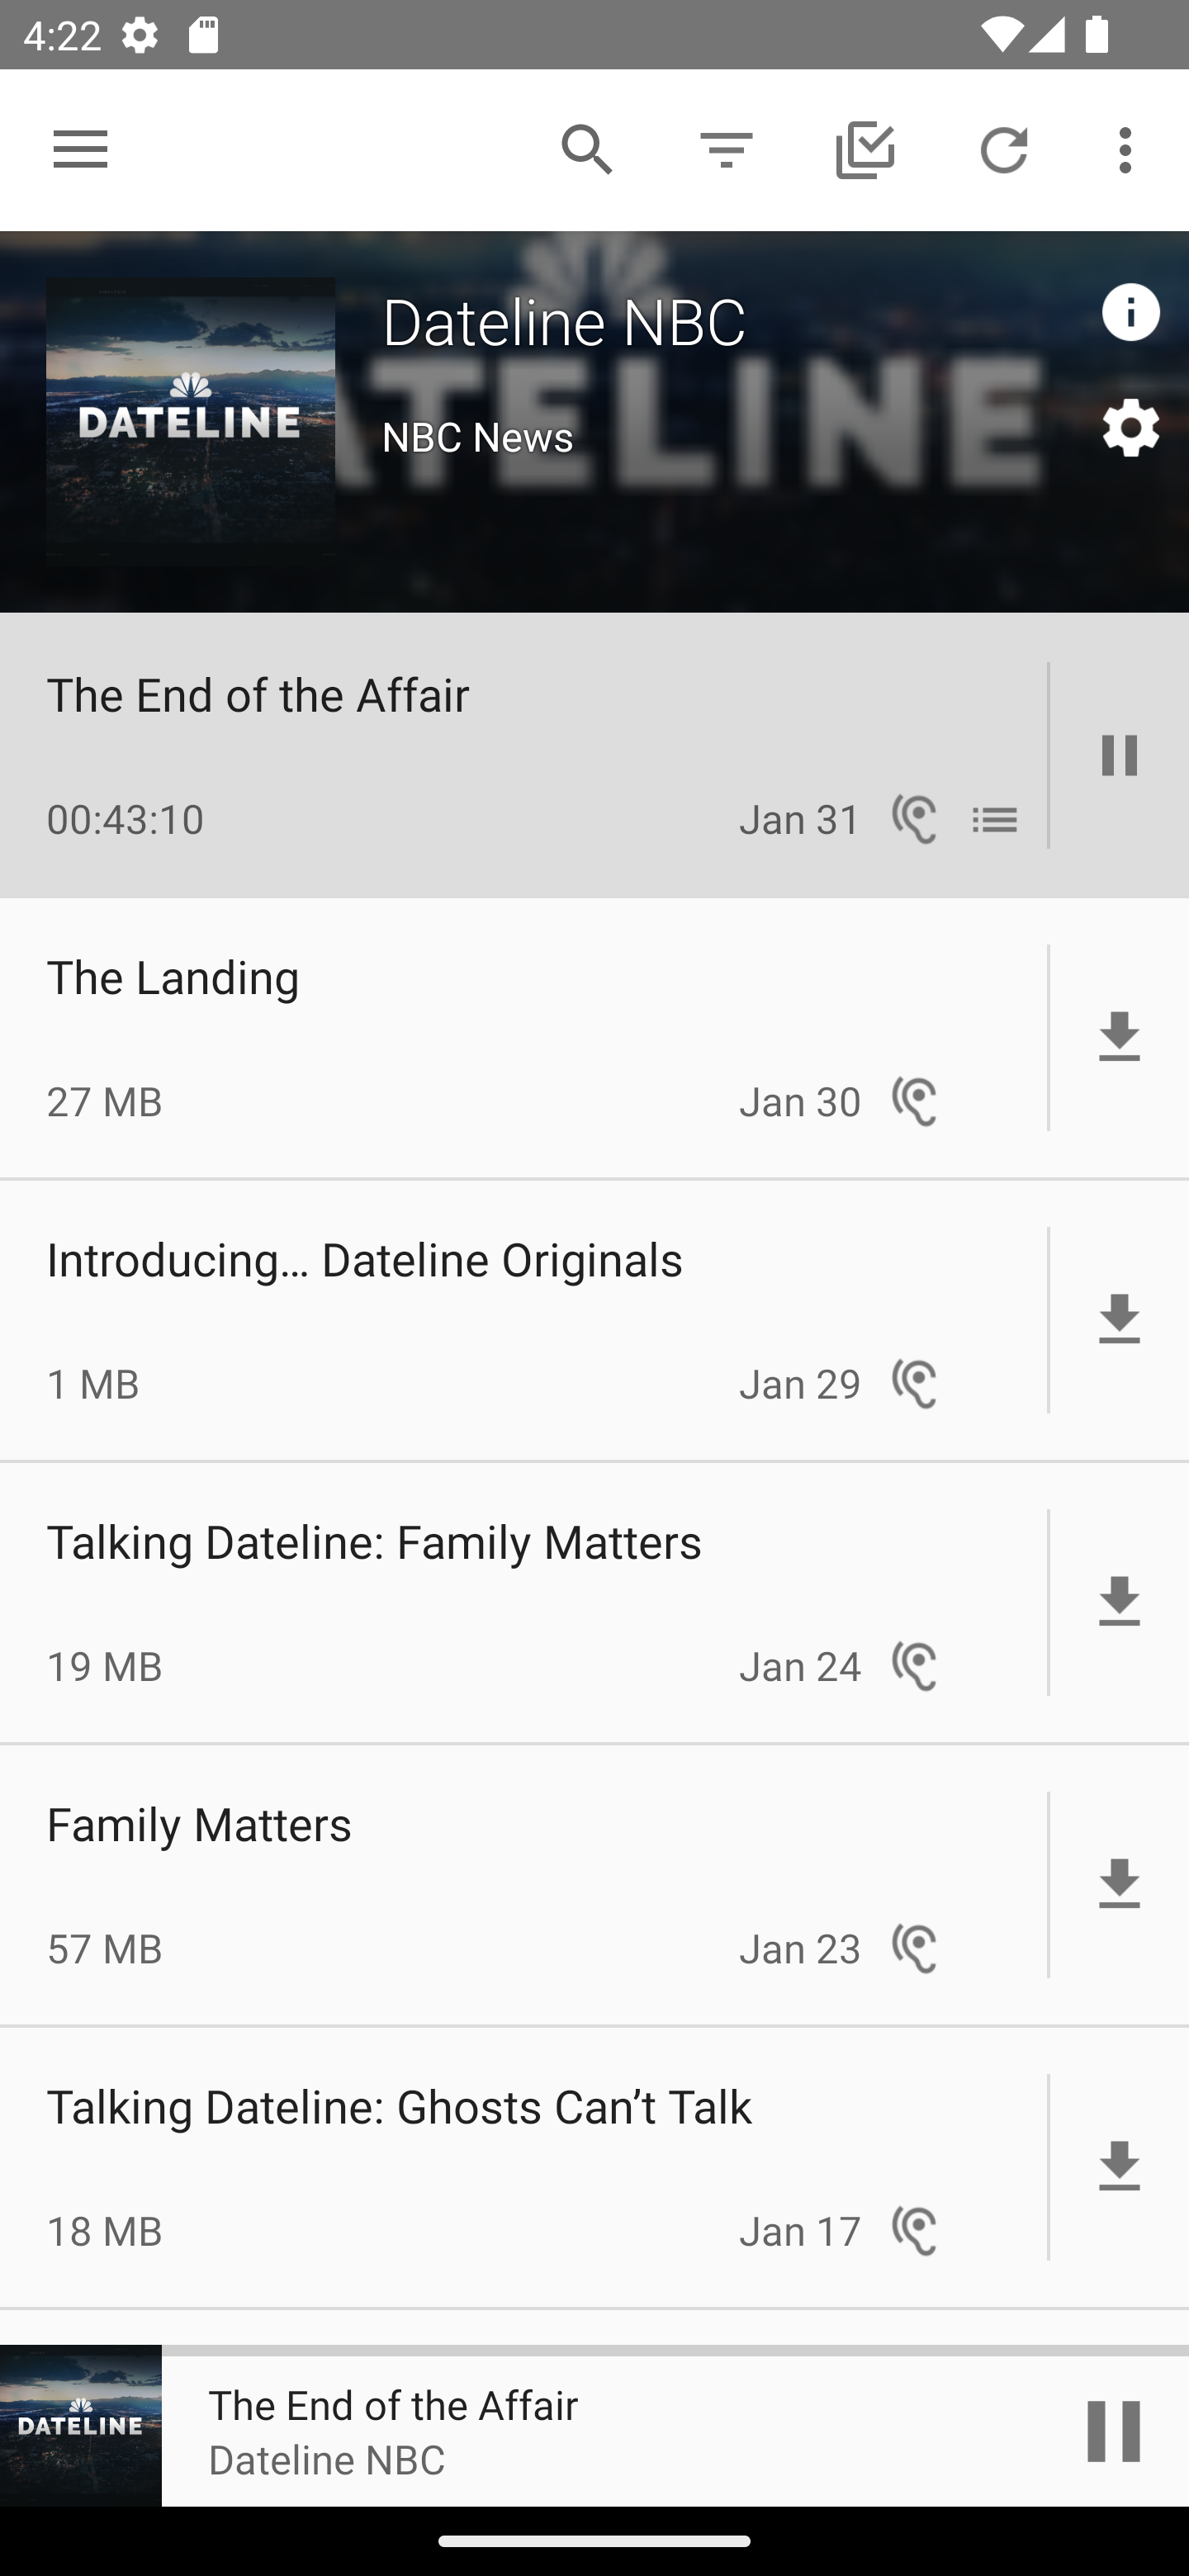 4:22
DATELINE
ATELINE
Dateline NBC
NBC News
The End of the Affair
00:43:10
Jan 31
The Landing
27 MB
Jan 30
Introducing… Dateline Originals
1 MB
Jan 29
Talking Dateline: Family Matters
19 MB
Jan 24
Family Matters
57 MB
Jan 23
Talking Dateline: Ghosts Can’t Talk
18 MB
Jan 17
DATELINE
The End of the Affair
Dateline NBC